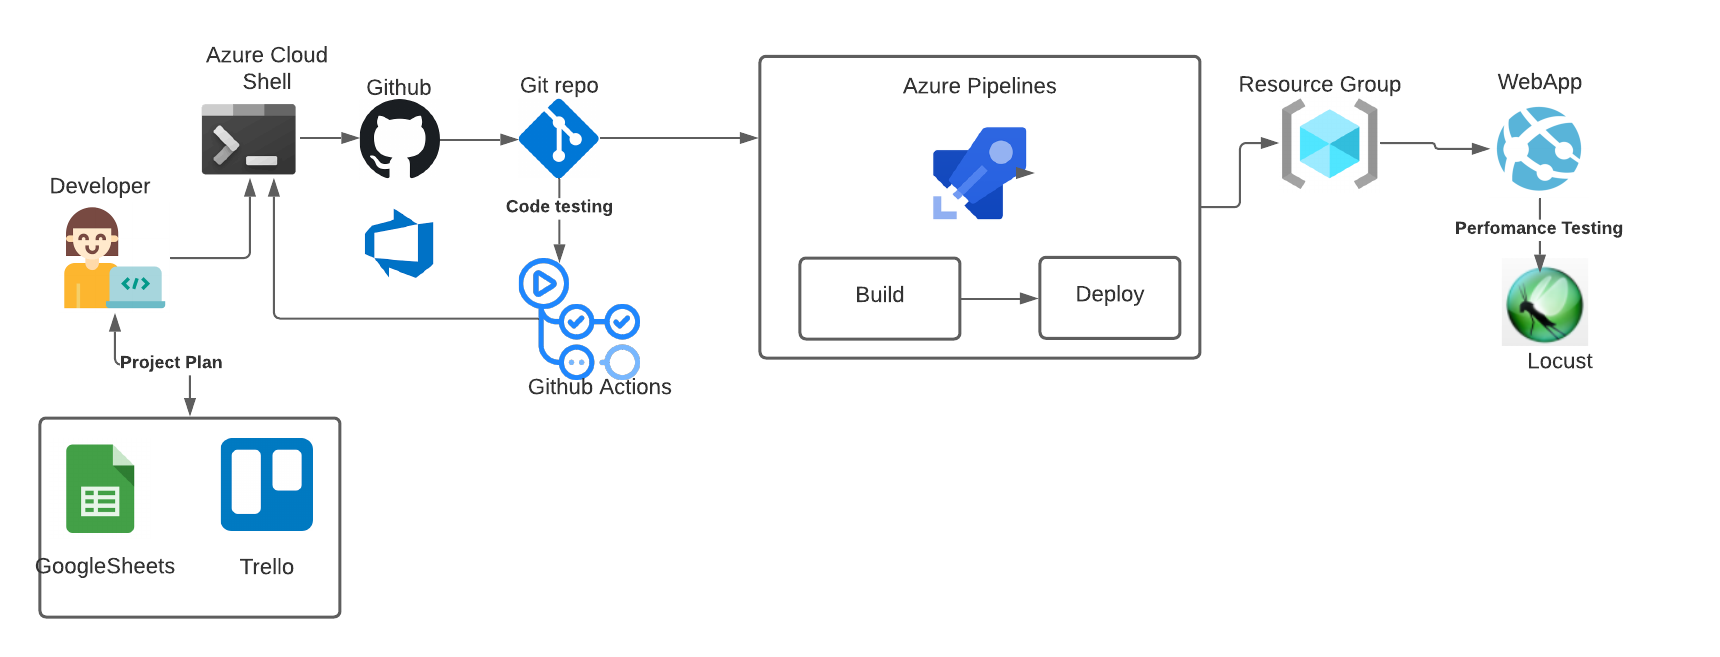 Azure Cloud
Shell
Github
Git repo
Azure Pipelines
Resource Group
WebApp
Developer
Code testing
Perfomance Testing
Build
Deploy
Project Plan
Github Actions
Locust
GoogleSheets
Trello